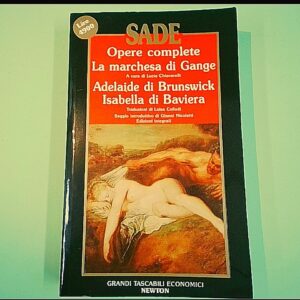 Lire
4900
SADE
Opere complete
La marchesa di Gange
A cura di Lucio Chiavarelli
Adelaide di Brunswick
Isabella di Baviera
Traduzioni di Luisa Collodi
Saggio introduttivo di Gianni Nicoletti
Edizioni integrali
GRANDI TASCABILI ECONOMICI
NEWTON